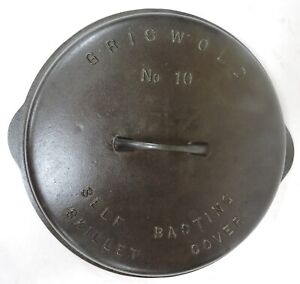 GRISWOLD
No 10
SELF BASTING
SKILLET COVER